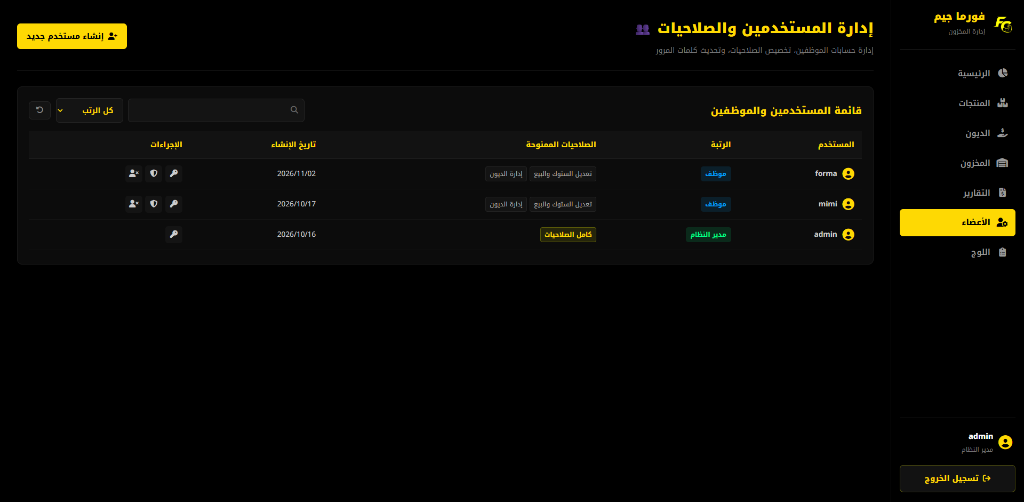 فورما جيم
إدارة المخزون
الرئيسية
المنتجات
الديون
المخزون
التقارير
الأعضاء
اللوج
admin
مدير النظام
تسجيل الخروج
إدارة المستخدمين والصلاحيات
إدارة حسابات الموظفين، تخصيص الصلاحيات، وتحديث كلمات المرور
إنشاء مستخدم جديد
قائمة المستخدمين والموظفين
كل الرتب
المستخدم الرتبة الصلاحيات الممنوحة تاريخ الإنشاء الإجراءات
forma موظف تعديل الستوك والبيع إدارة الديون 2026/11/02
mimi موظف تعديل الستوك والبيع إدارة الديون 2026/10/17
admin مدير النظام كامل الصلاحيات 2026/10/16